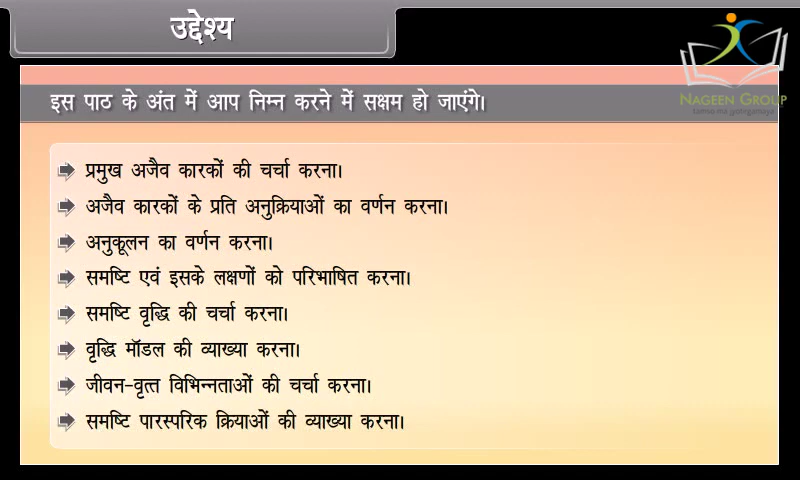 उद्देश्य
NAGEEN GROUP
इस पाठ के अंत में आप निम्न करने में सक्षम हो जाएंगे।
प्रमुख अजैव कारकों की चर्चा करना।
अजैव कारकों के प्रति अनुक्रियाओं का वर्णन करना।
अनुकूलन का वर्णन करना।
समष्टि एवं इसके लक्षणों को परिभाषित करना।
समष्टि वृद्धि की चर्चा करना।
वृद्धि मॉडल की व्याख्या करना।
जीवन-वृत्त विभिन्नताओं की चर्चा करना।
समष्टि पारस्परिक क्रियाओं की व्याख्या करना।